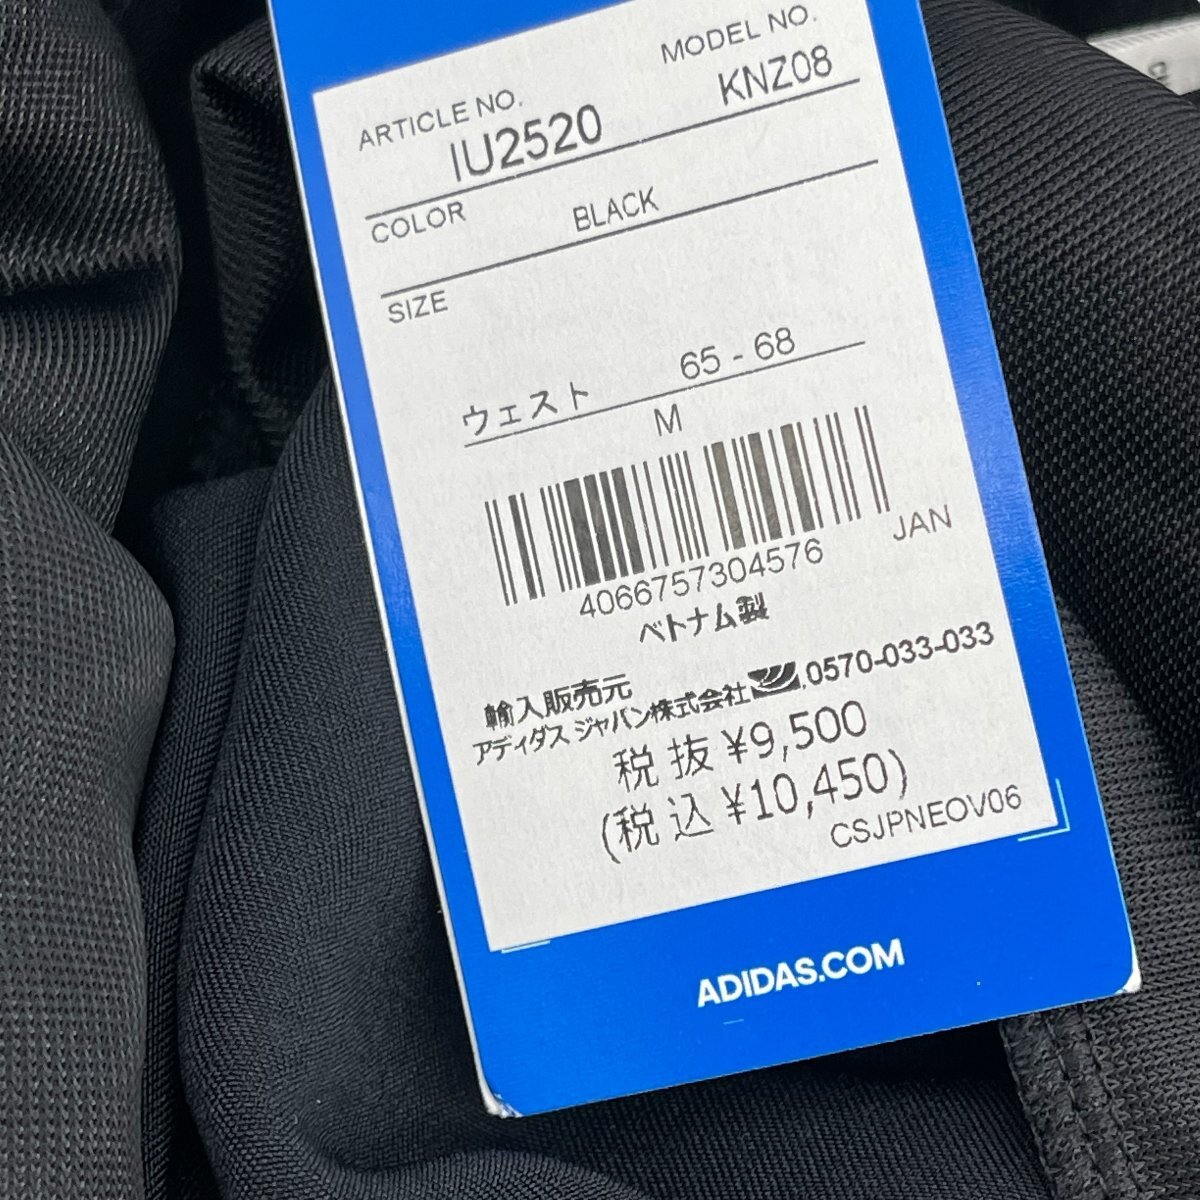 ARTICLE NO. MODEL NO.
IU2520 KNZ08
COLOR BLACK
SIZE
ウェスト 65 - 68
M
4066757304576 JAN
ベトナム製
輸入販売元
アディダス ジャパン株式会社 .0570-033-033
税 抜 ¥9,500
(税 込 ¥10,450)
CSJPNEOV06
ADIDAS.COM